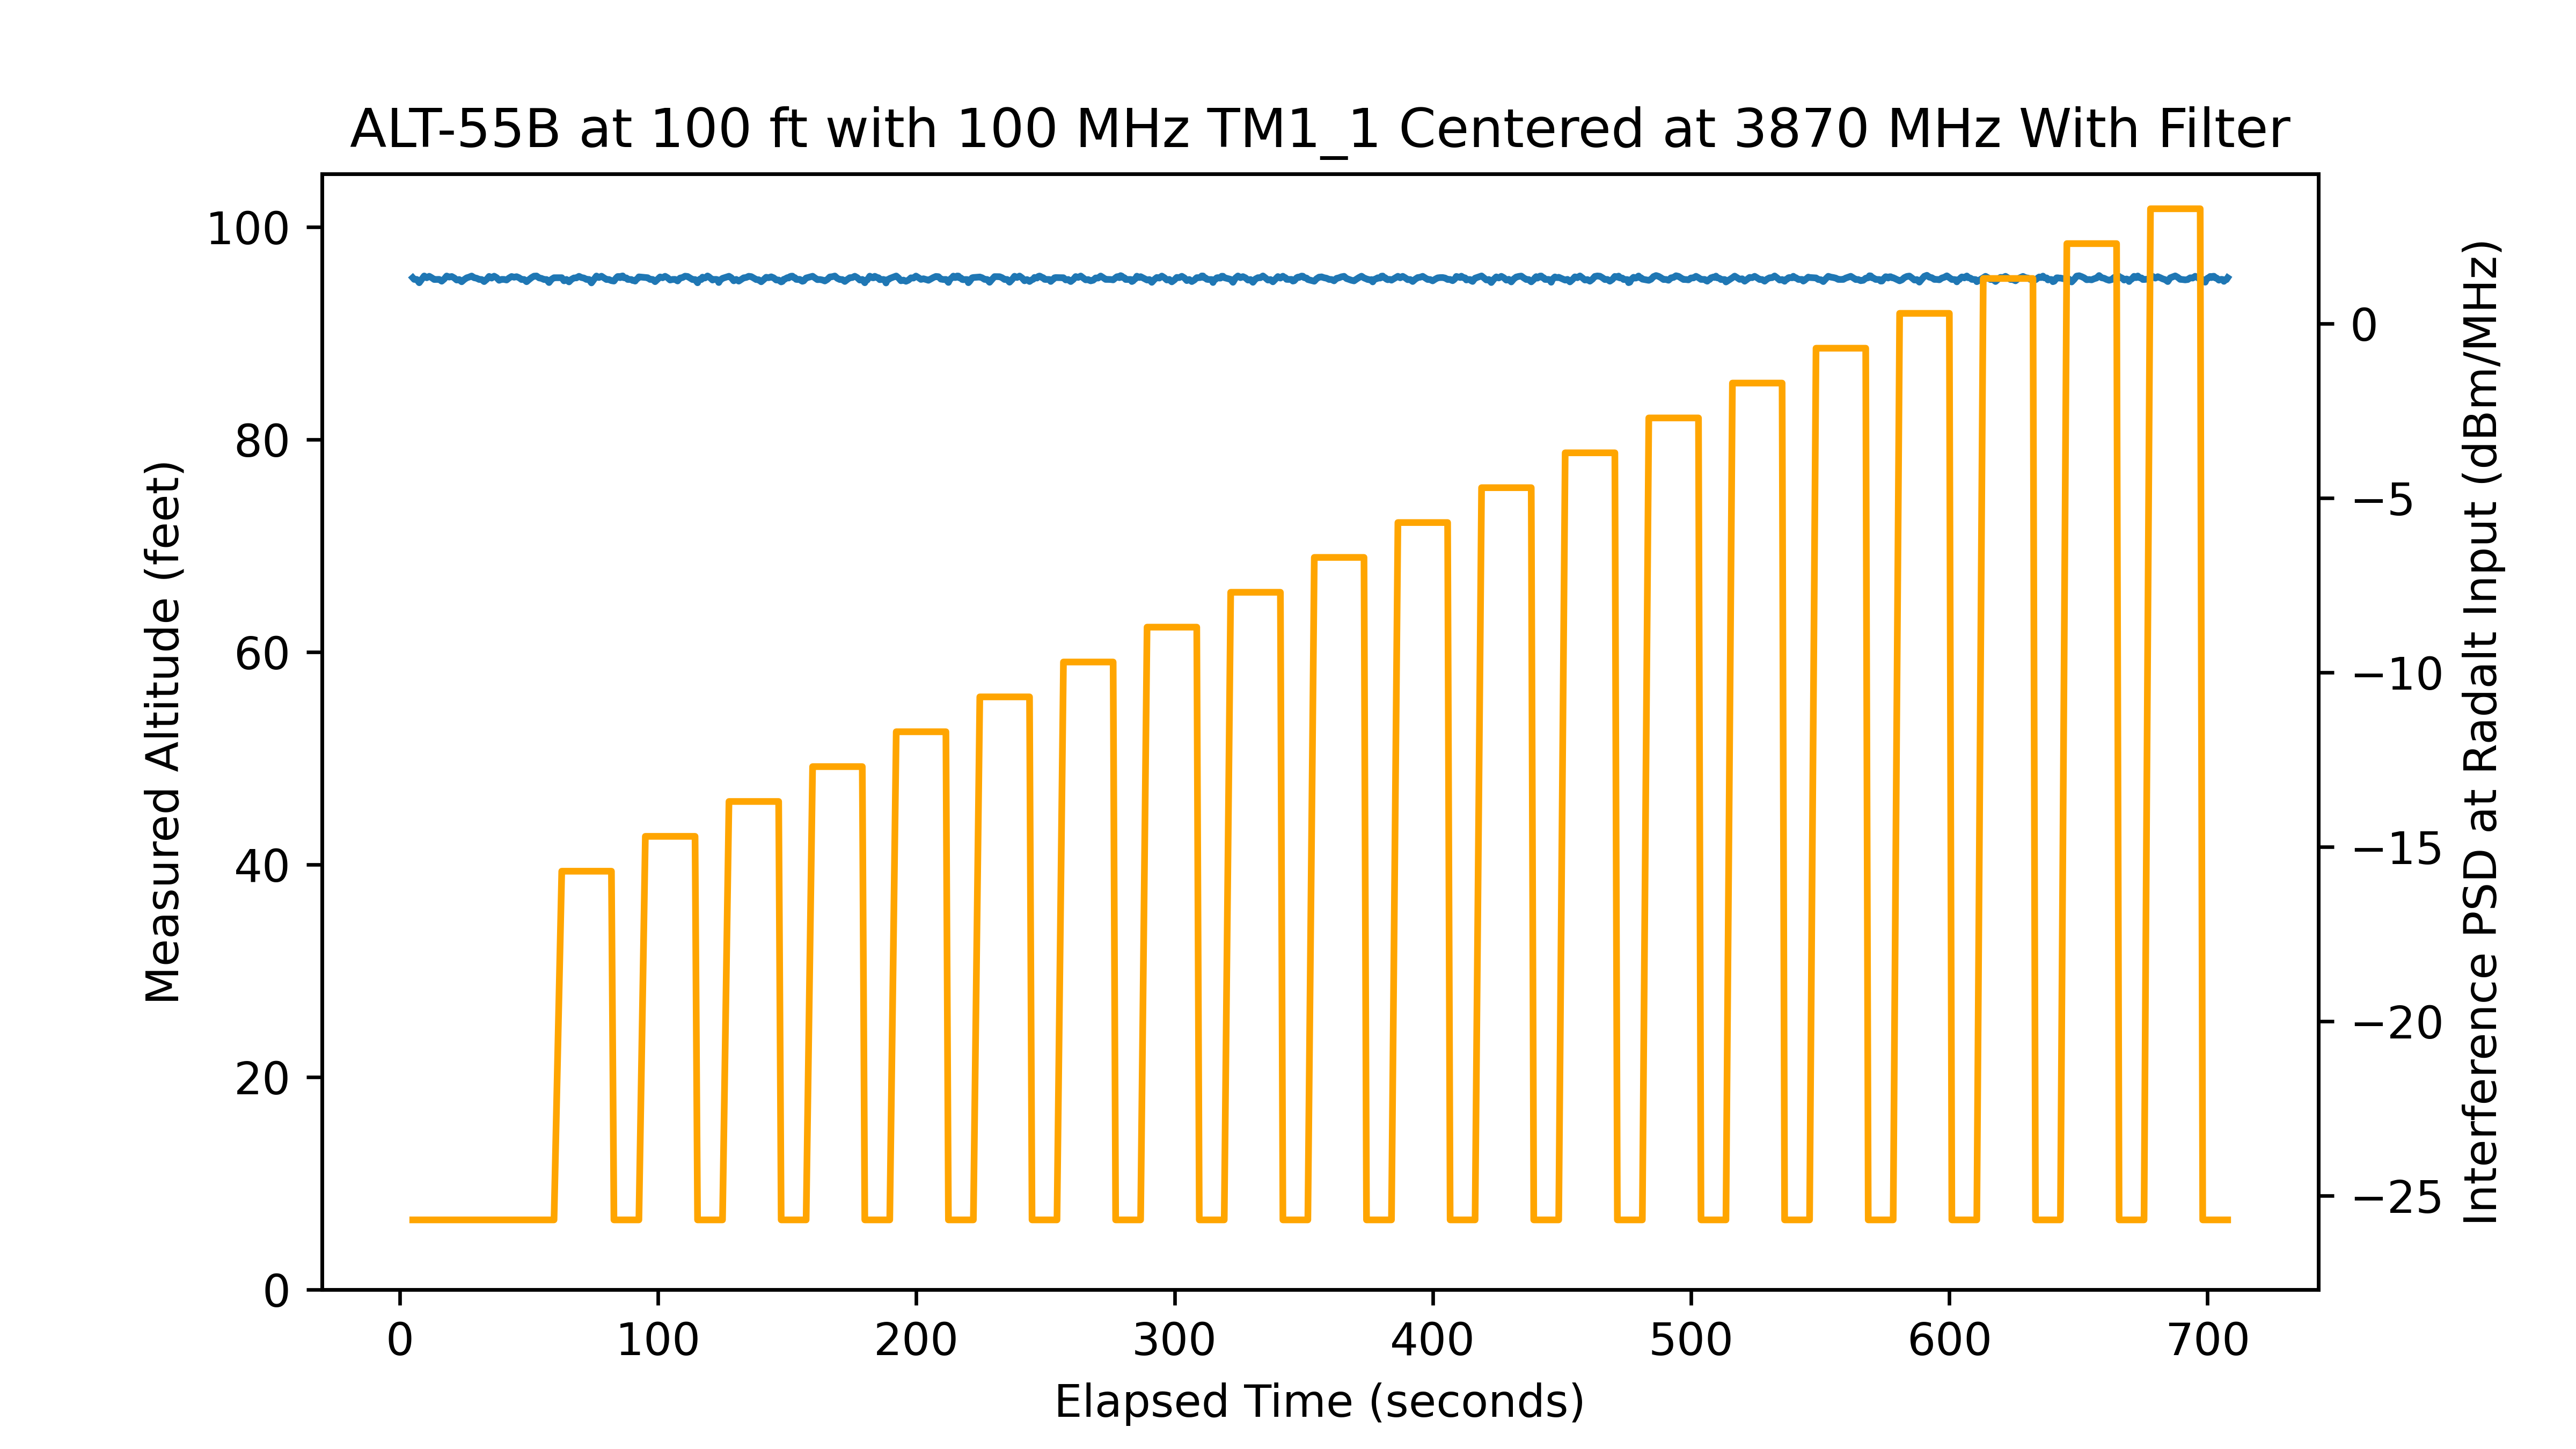 ALT-55B at 100 ft with 100 MHz TM1_1 Centered at 3870 MHz With Filter
Measured Altitude (feet)
100
80
60
40
20
0
0
−5
−10
−15
−20
−25
Interference PSD at Radalt Input (dBm/MHz)
0 100 200 300 400 500 600 700
Elapsed Time (seconds)